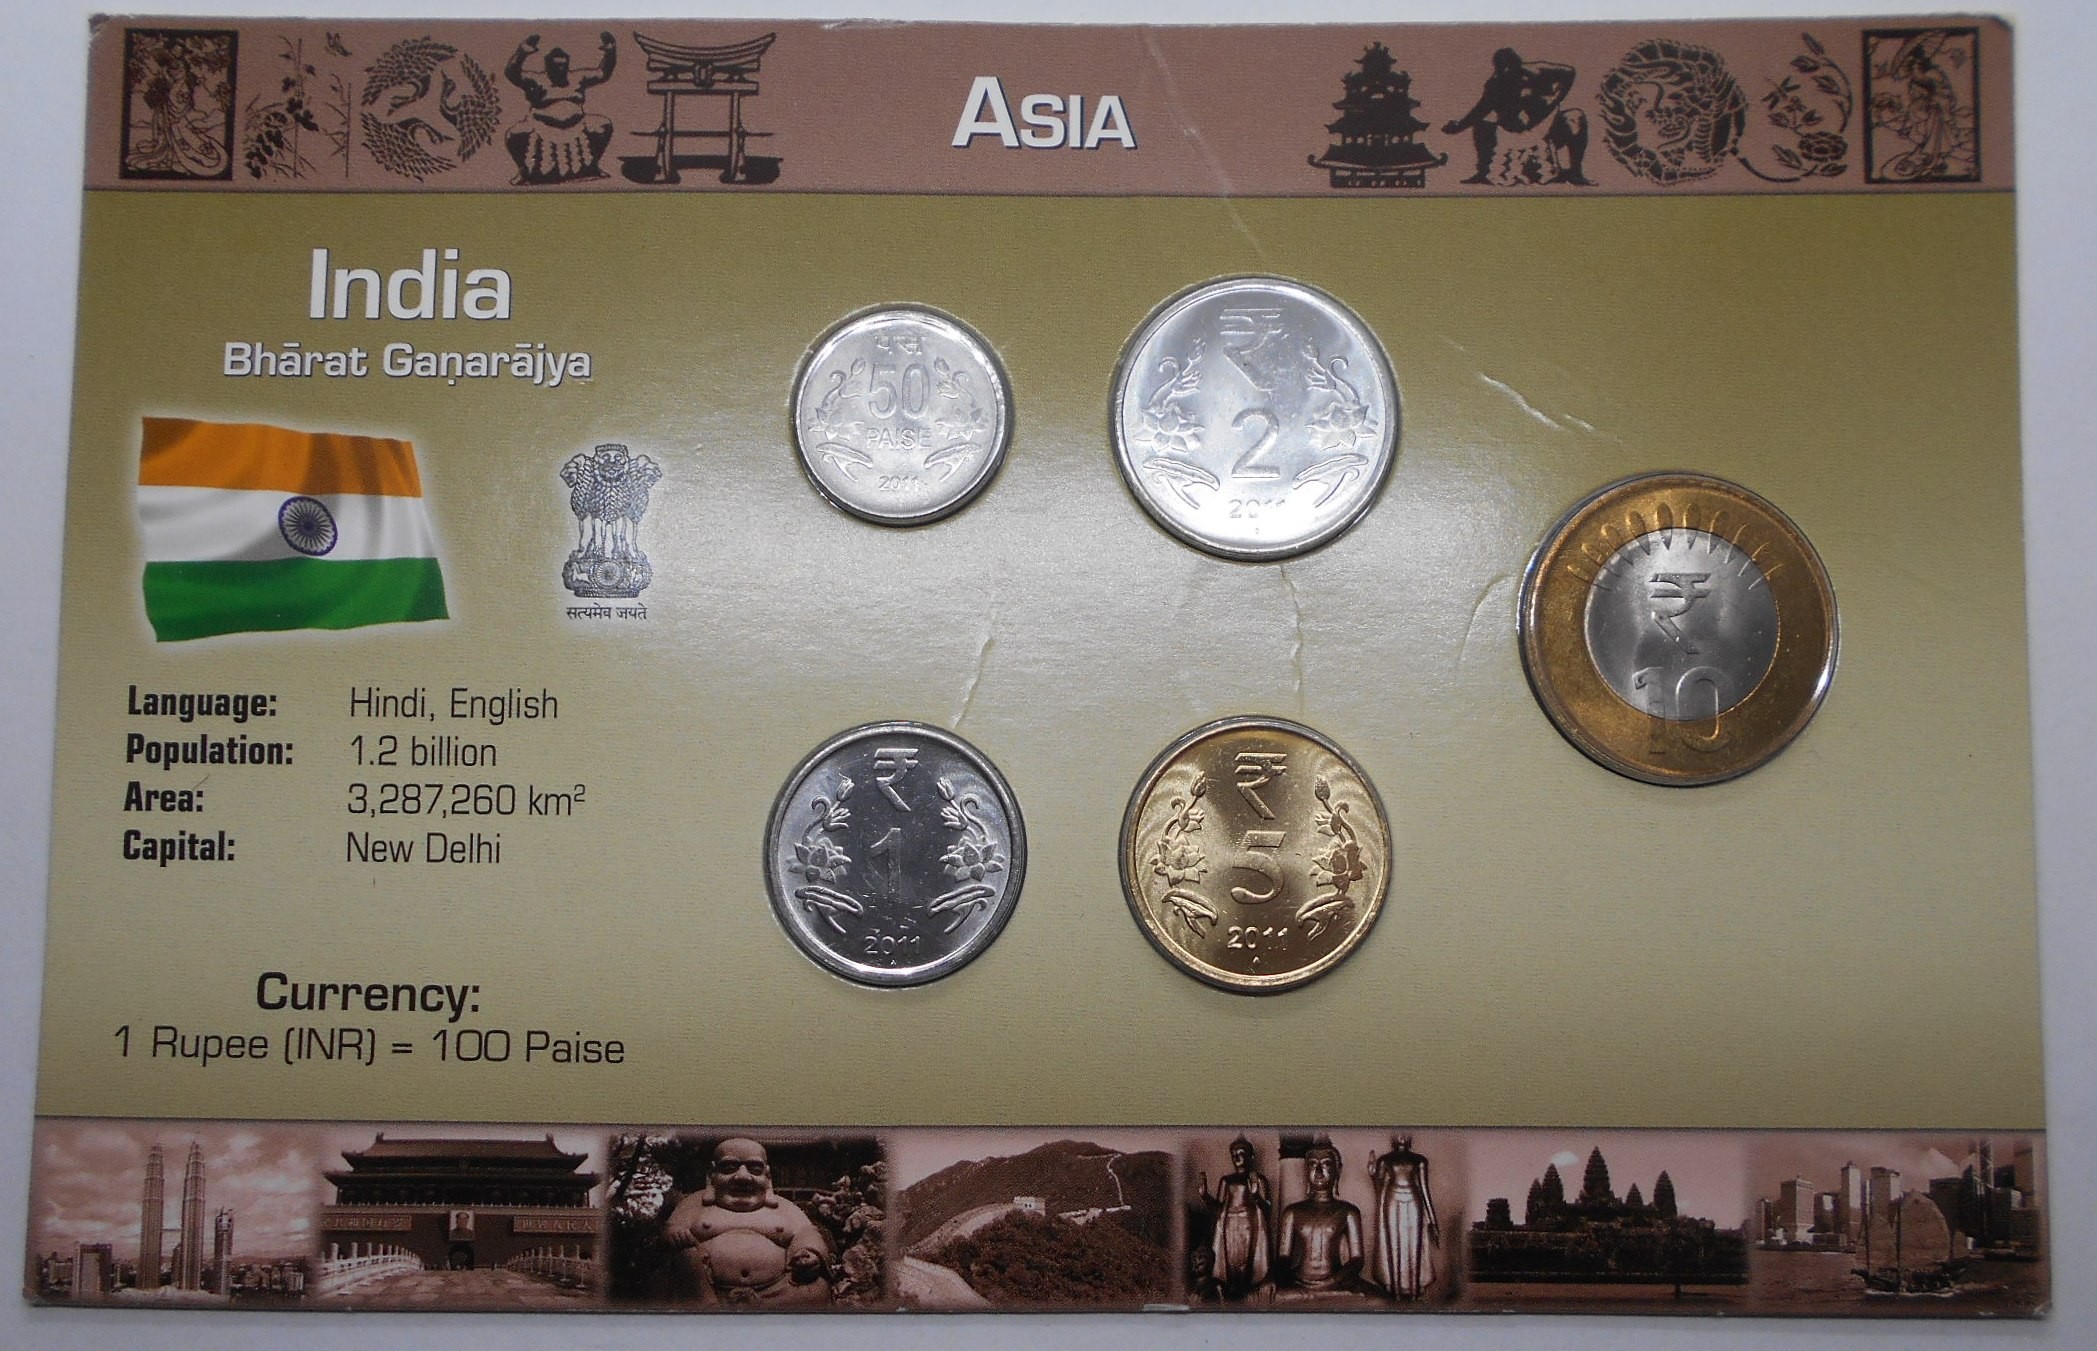 ASIA
India
Bhārat Gaṇarājya
सत्यमेव जयते
Language: Hindi, English
Population: 1.2 billion
Area: 3,287,260 km²
Capital: New Delhi
Currency:
1 Rupee (INR) = 100 Paise
50
PAISE
2011
₹
2
2011
₹
1
2011
₹
5
2011
₹
10